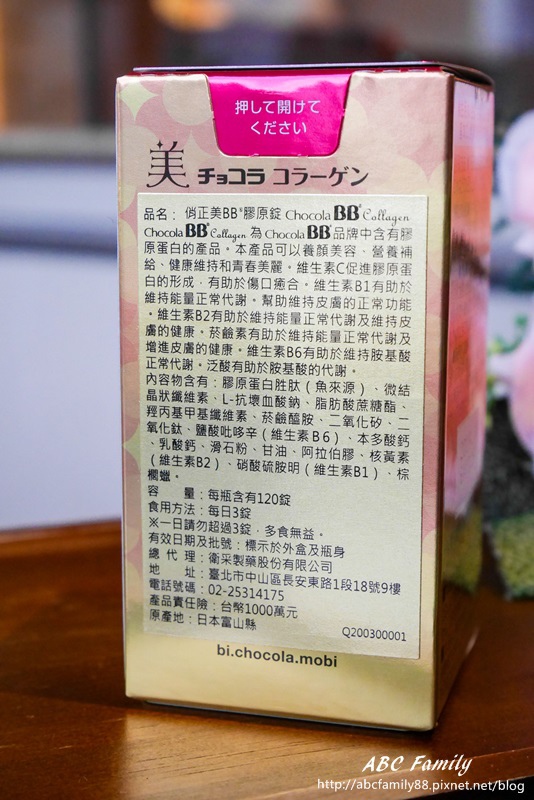 押して開けて
ください
美 チョコラ コラーゲン
品名： 俏正美BB®膠原錠 Chocola BB® Collagen
Chocola BB® Collagen 為 Chocola BB® 品牌中含有膠
原蛋白的產品。本產品可以養顏美容、營養補
給、健康維持和青春美麗。維生素C促進膠原蛋
白的形成，有助於傷口癒合。維生素B1有助於
維持能量正常代謝。幫助維持皮膚的正常功能
。維生素B2有助於維持能量正常代謝及維持皮
膚的健康。菸鹼素有助於維持能量正常代謝及
增進皮膚的健康。維生素B6有助於維持胺基酸
正常代謝。泛酸有助於胺基酸的代謝。
內容物含有：膠原蛋白胜肽（魚來源）、微結
晶狀纖維素、L-抗壞血酸鈉、脂肪酸蔗糖酯、
羥丙基甲基纖維素、菸鹼醯胺、二氧化矽、二
氧化鈦、鹽酸吡哆辛（維生素B6）、本多酸鈣
、乳酸鈣、滑石粉、甘油、阿拉伯膠、核黃素
（維生素B2）、硝酸硫胺明（維生素B1）、棕
櫚蠟。
容　　量：每瓶含有120錠
食用方法：每日3錠
※一日請勿超過3錠，多食無益。
有效日期及批號：標示於外盒及瓶身
總 代 理：衛采製藥股份有限公司
地　　址：臺北市中山區長安東路1段18號9樓
電話號碼：02-25314175
產品責任險：台幣1000萬元
原產地：日本富山縣
Q200300001
bi.chocola.mobi
ABC Family
http://abcfamily88.pixnet.net/blog